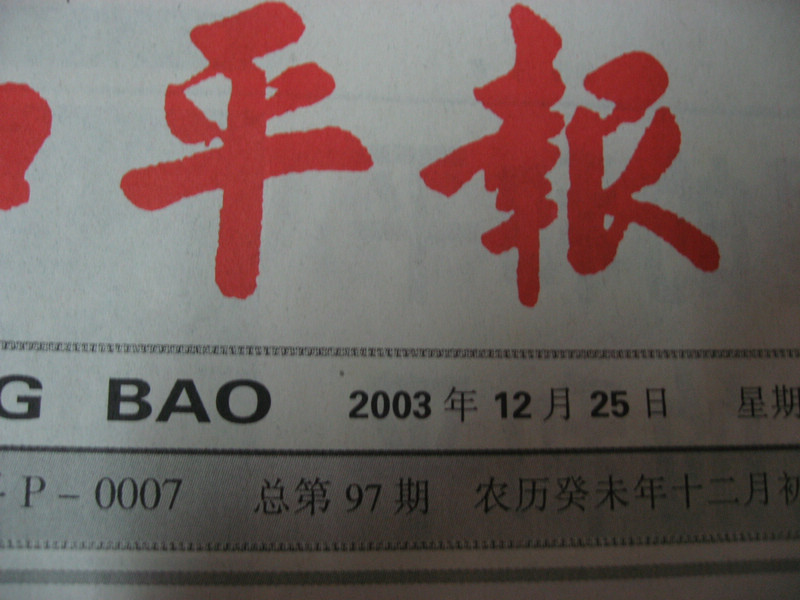 平報
G BAO 2003年12月25日 星期
P-0007 总第97期 农历癸未年十二月初